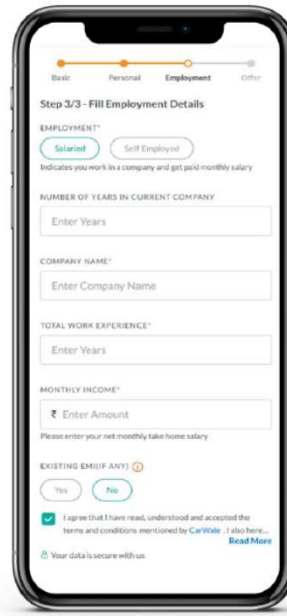 Basic Personal Employment Offer
Step 3/3 - Fill Employment Details
EMPLOYMENT*
Salaried Self Employed
Indicates you work in a company and get paid monthly salary
NUMBER OF YEARS IN CURRENT COMPANY
Enter Years
COMPANY NAME*
Enter Company Name
TOTAL WORK EXPERIENCE*
Enter Years
MONTHLY INCOME*
₹ Enter Amount
Please enter your net monthly take home salary
EXISTING EMI(IF ANY)
Yes No
I agree that I have read, understood and accepted the
terms and conditions mentioned by CarWale . I also here...
Read More
Your data is secure with us